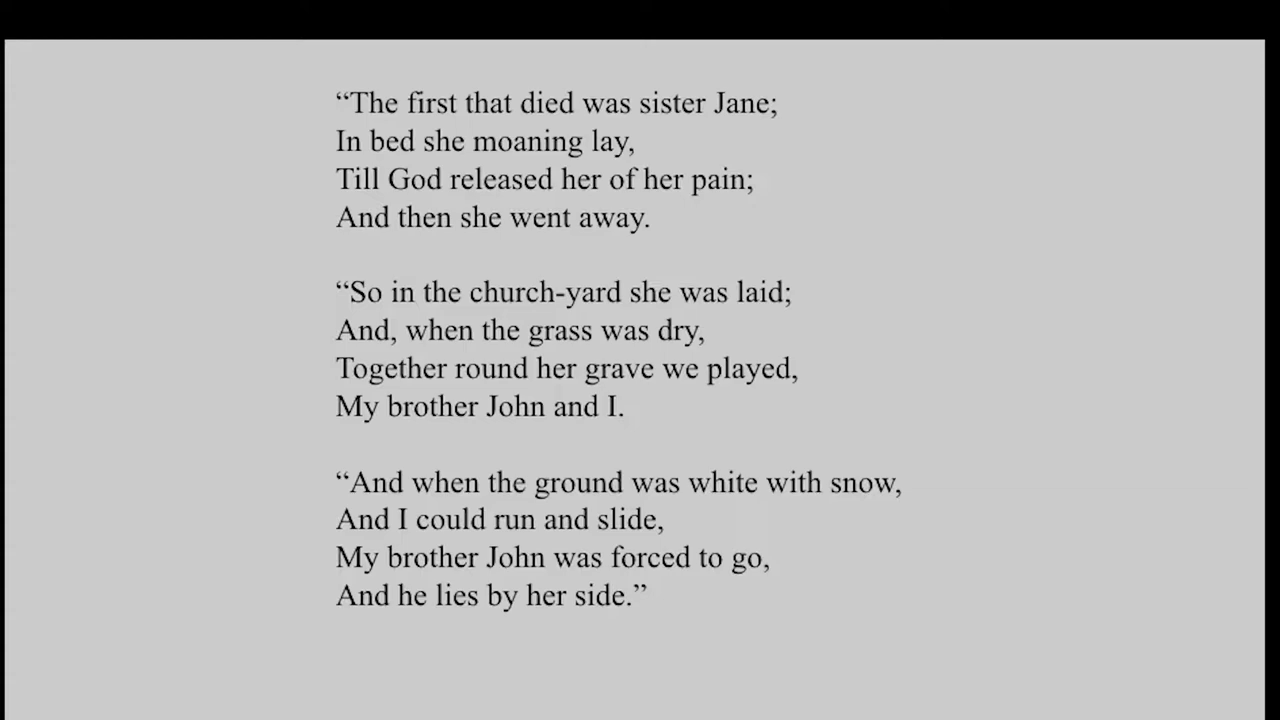 “The first that died was sister Jane;
In bed she moaning lay,
Till God released her of her pain;
And then she went away.
“So in the church-yard she was laid;
And, when the grass was dry,
Together round her grave we played,
My brother John and I.
“And when the ground was white with snow,
And I could run and slide,
My brother John was forced to go,
And he lies by her side.”